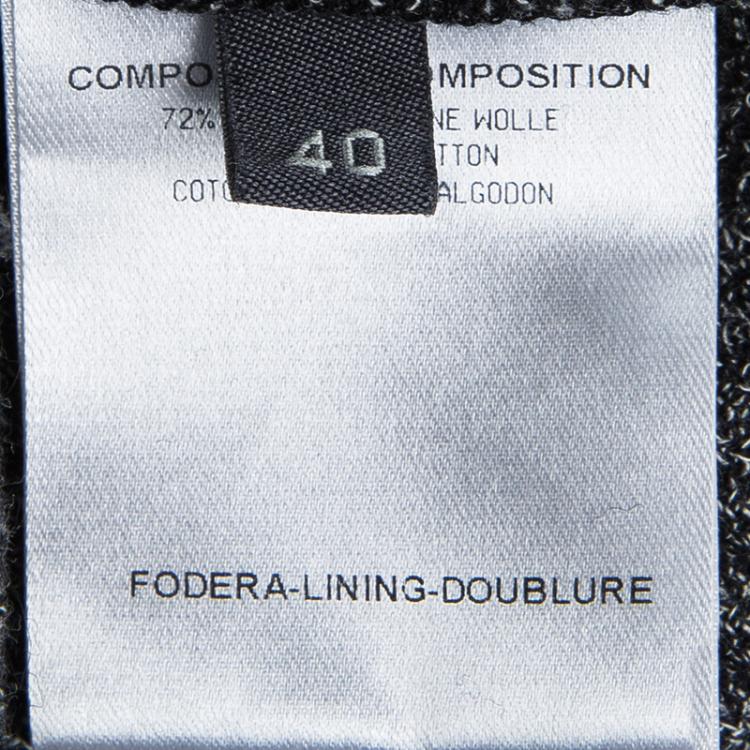 COMPO MPOSITION
72% NE WOLLE
40
TTON
COTO ALGODON
FODERA-LINING-DOUBLURE